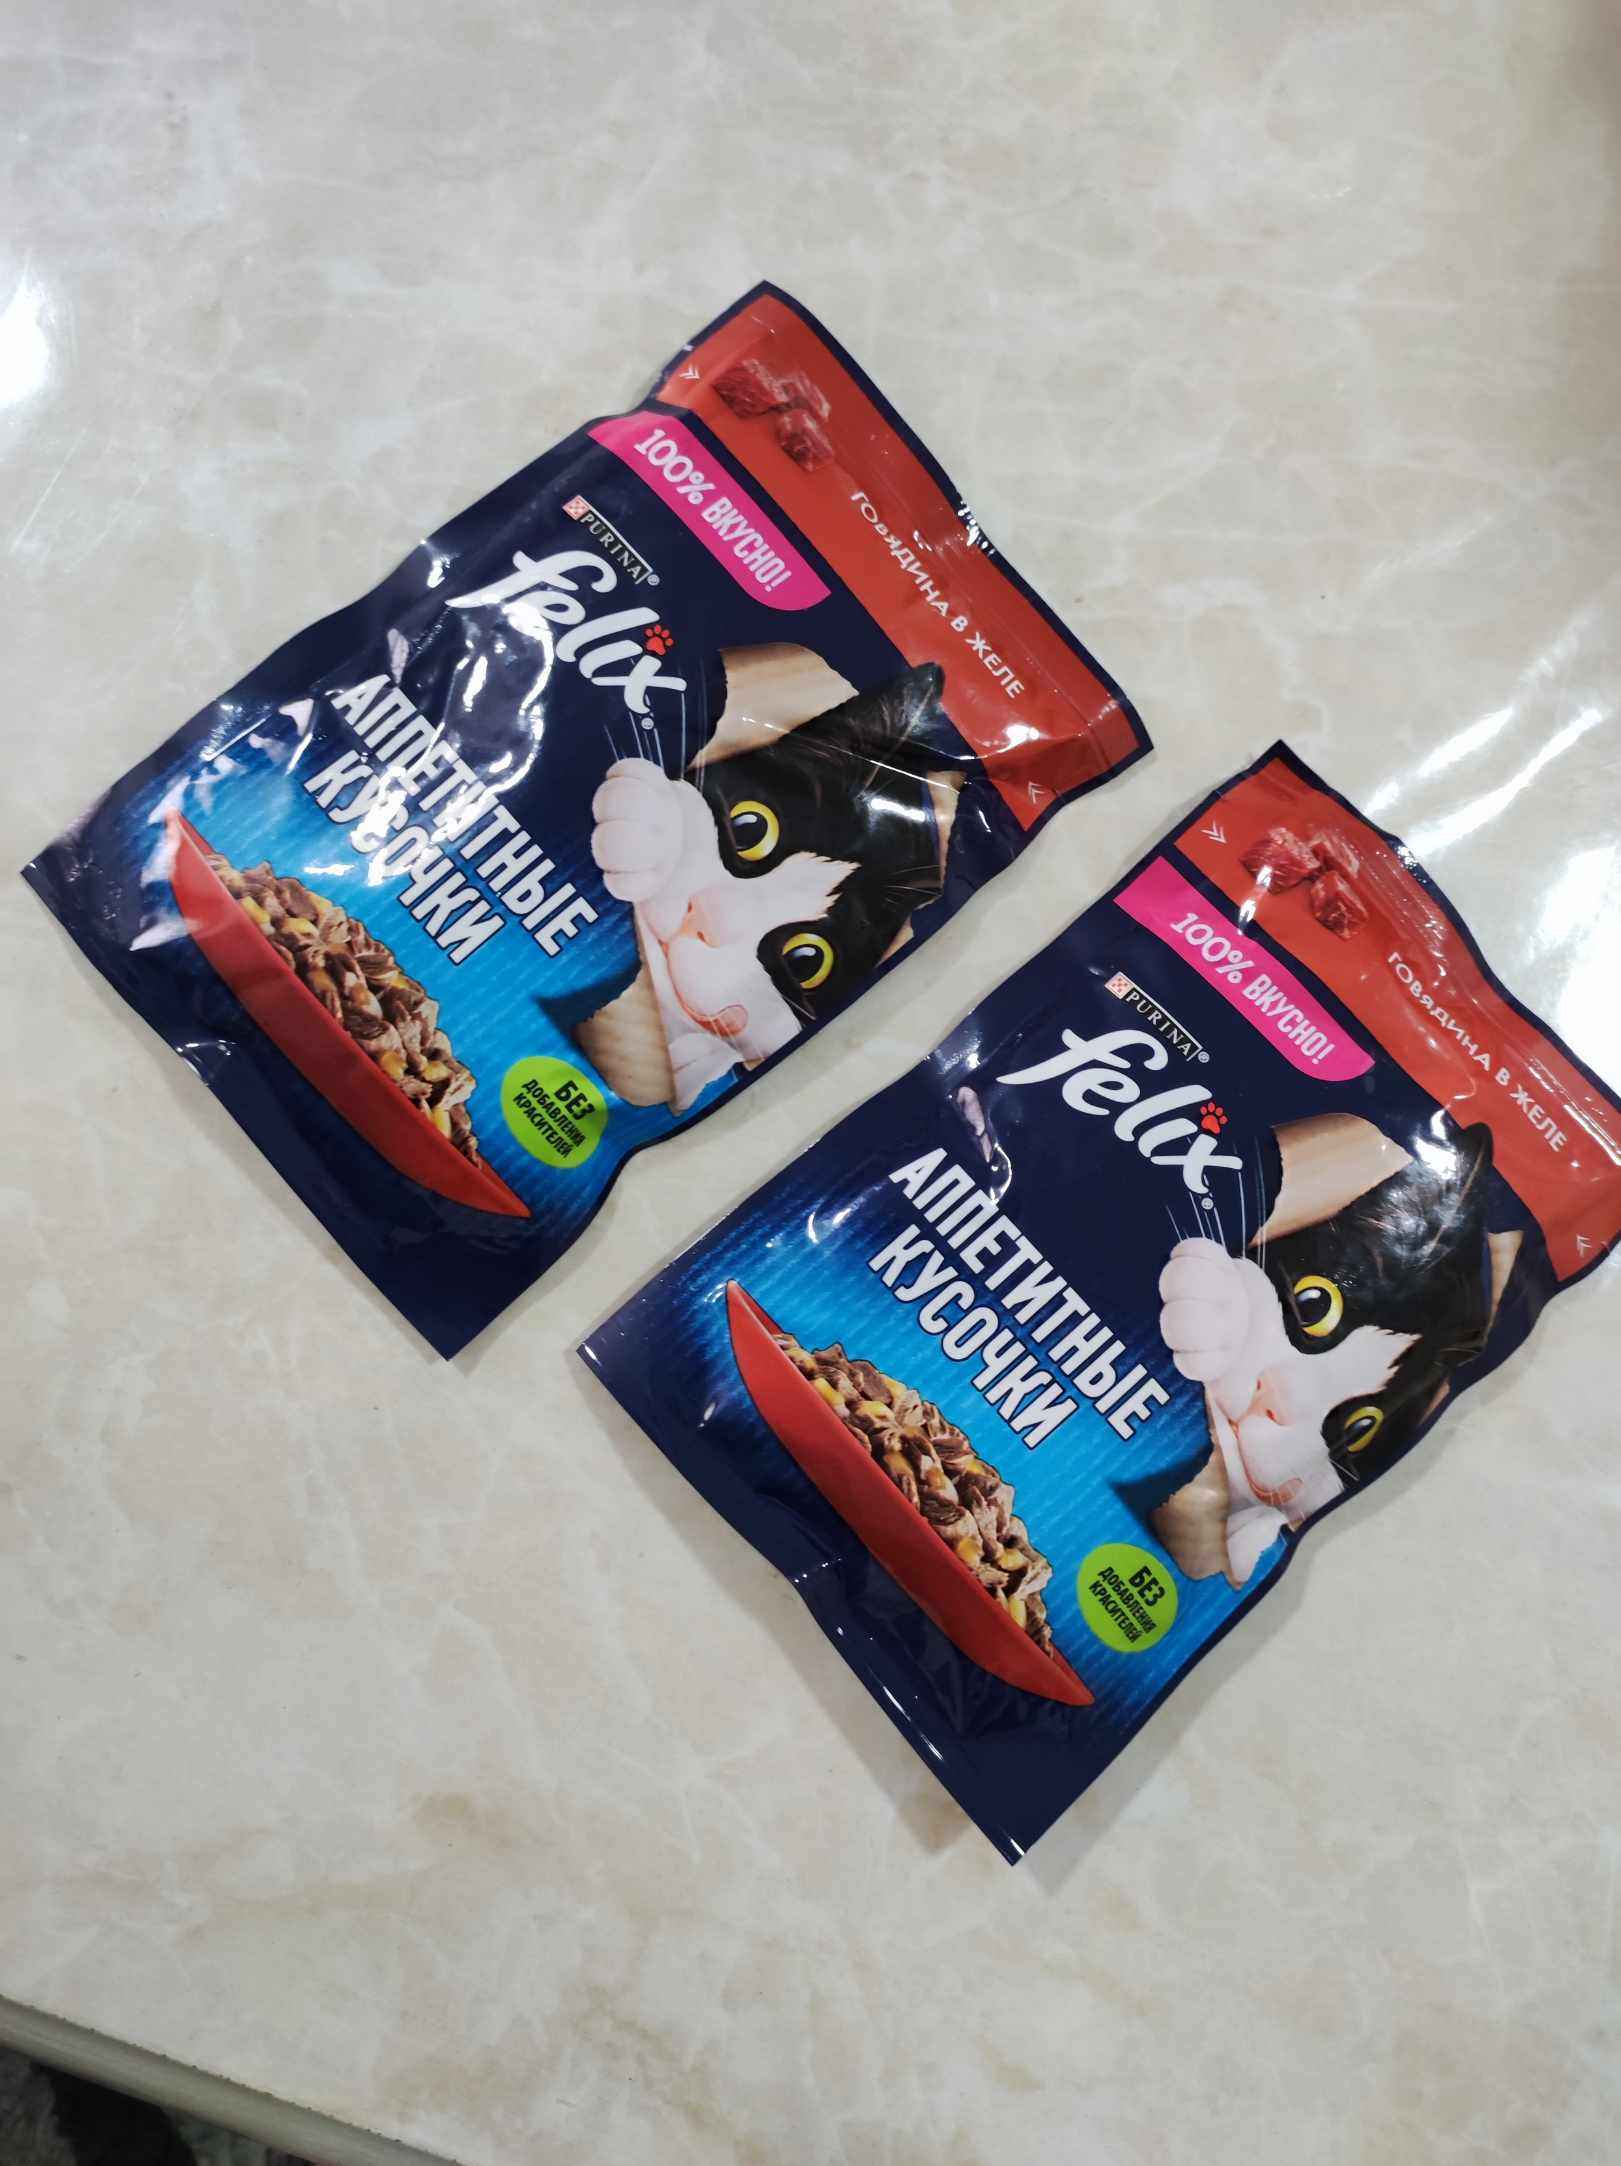 ГОВЯДИНА В ЖЕЛЕ
100% ВКУСНО!
PURINA®
felix®
АППЕТИТНЫЕ
КУСОЧКИ
БЕЗ
ДОБАВЛЕНИЯ
КРАСИТЕЛЕЙ
ГОВЯДИНА В ЖЕЛЕ
100% ВКУСНО!
PURINA®
felix®
АППЕТИТНЫЕ
КУСОЧКИ
БЕЗ
ДОБАВЛЕНИЯ
КРАСИТЕЛЕЙ